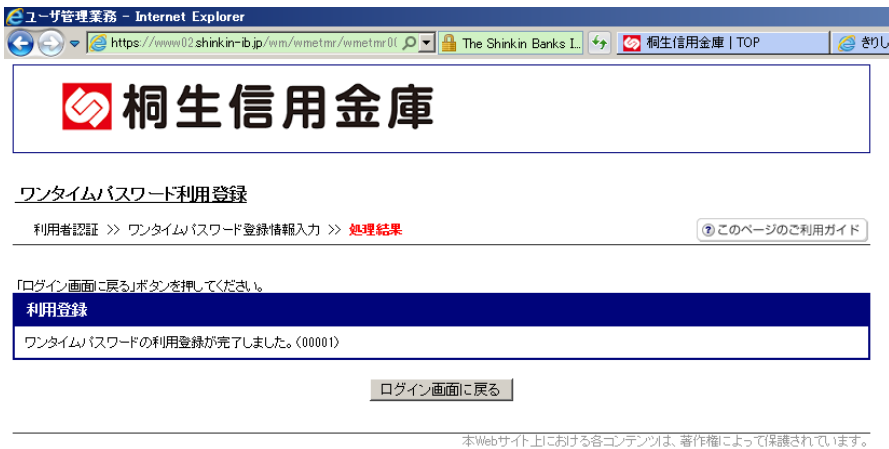 ユーザ管理業務 - Internet Explorer
https://www02.shinkin-ib.jp/wm/wmetmr/wmetmr0( The Shinkin Banks I... 桐生信用金庫 | TOP きりし
桐生信用金庫
ワンタイムパスワード利用登録
利用者認証 >> ワンタイムパスワード登録情報入力 >> 処理結果
?このページのご利用ガイド
「ログイン画面に戻る」ボタンを押してください。
利用登録
ワンタイムパスワードの利用登録が完了しました。(00001)
ログイン画面に戻る
本Webサイト上における各コンテンツは、著作権によって保護されています。